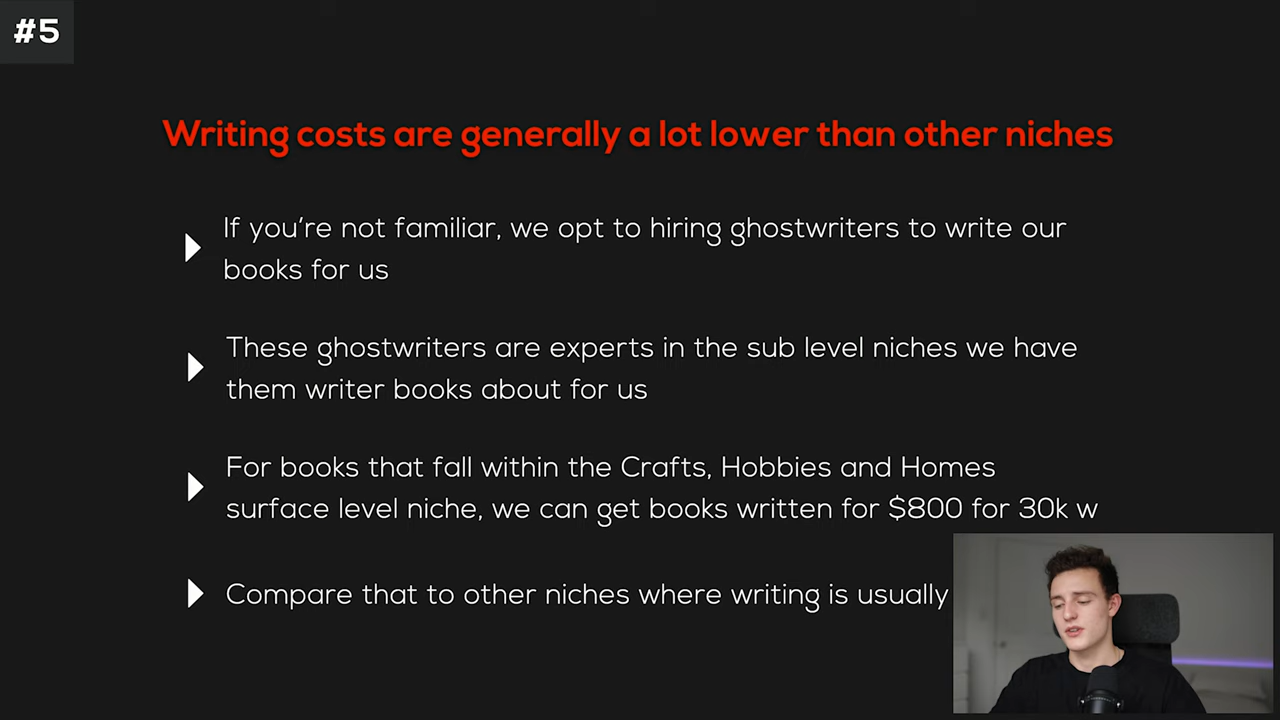 #5
Writing costs are generally a lot lower than other niches
If you're not familiar, we opt to hiring ghostwriters to write our
books for us
These ghostwriters are experts in the sub level niches we have
them writer books about for us
For books that fall within the Crafts, Hobbies and Homes
surface level niche, we can get books written for $800 for 30k w
Compare that to other niches where writing is usually